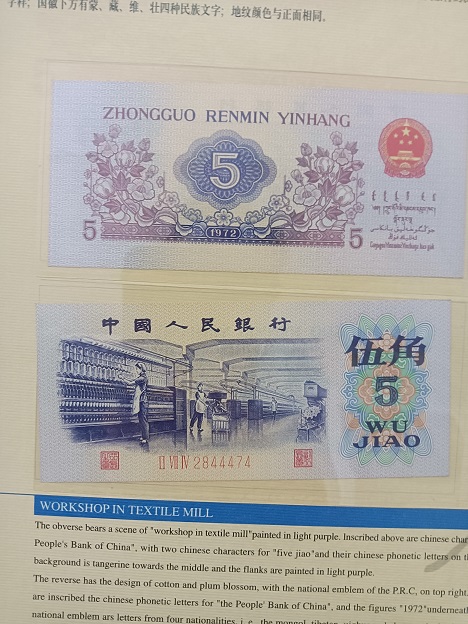 字样；国徽下方有蒙、藏、维、壮四种民族文字；地纹颜色与正面相同。
ZHONGGUO RENMIN YINHANG
5
5 1972 5
中國人民銀行
伍角
5
WU
JIAO
II VIII IV 2844474
WORKSHOP IN TEXTILE MILL
The obverse bears a scene of "workshop in textile mill"painted in light purple. Inscribed above are chinese
People's Bank of China", with two chinese characters for "five jiao"and their chinese phonetic letters on
background is tangerine towards the middle and the flanks are painted in light purple.
The reverse has the design of cotton and plum blossom, with the national emblem of the P.R.C, on top right.
are inscribed the chinese phonetic letters for "the People' Bank of China", and the figures "1972"
national emblem ars letters from four nationalities, i. e., the mongol, tibetan,